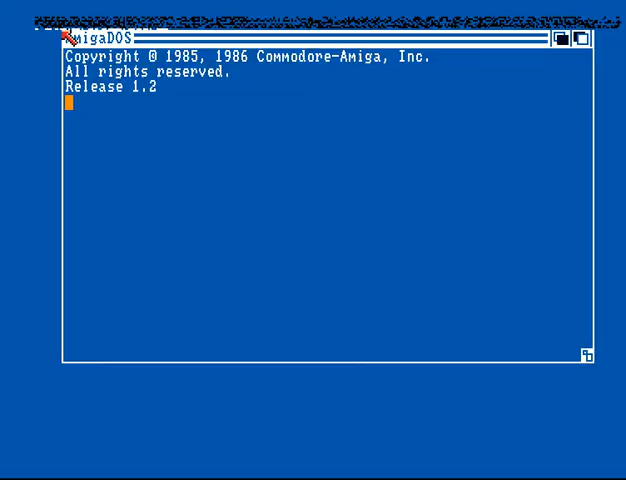 AmigaDOS
Copyright © 1985, 1986 Commodore-Amiga, Inc.
All rights reserved.
Release 1.2